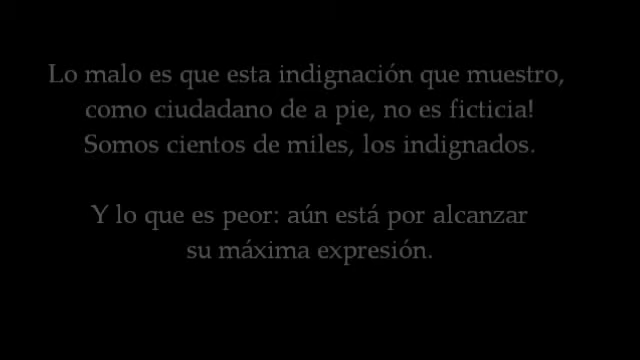 Lo malo es que esta indignación que muestro,
como ciudadano de a pie, no es ficticia!
Somos cientos de miles, los indignados.
Y lo que es peor: aún está por alcanzar
su máxima expresión.